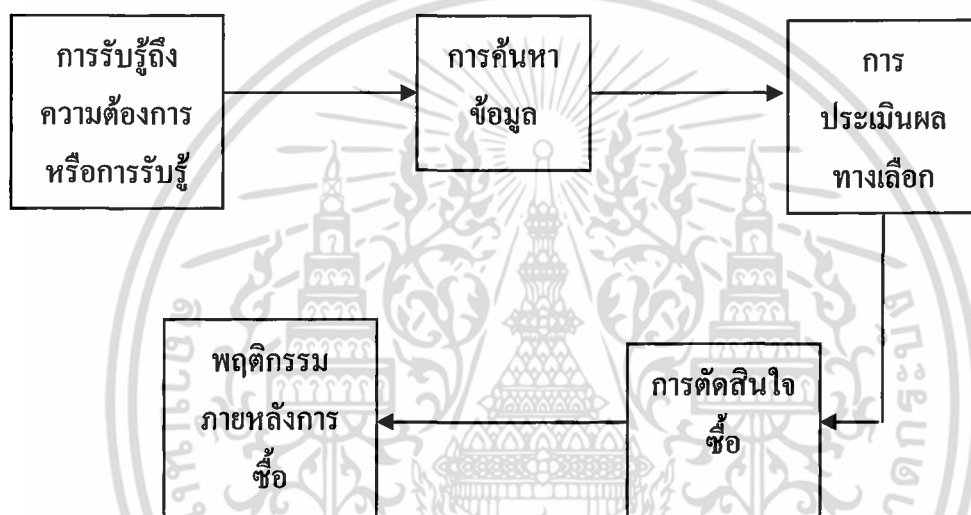 การรับรู้ถึง
ความต้องการ
หรือการรับรู้
การค้นหา
ข้อมูล
การ
ประเมินผล
ทางเลือก
การตัดสินใจ
ซื้อ
พฤติกรรม
ภายหลังการ
ซื้อ